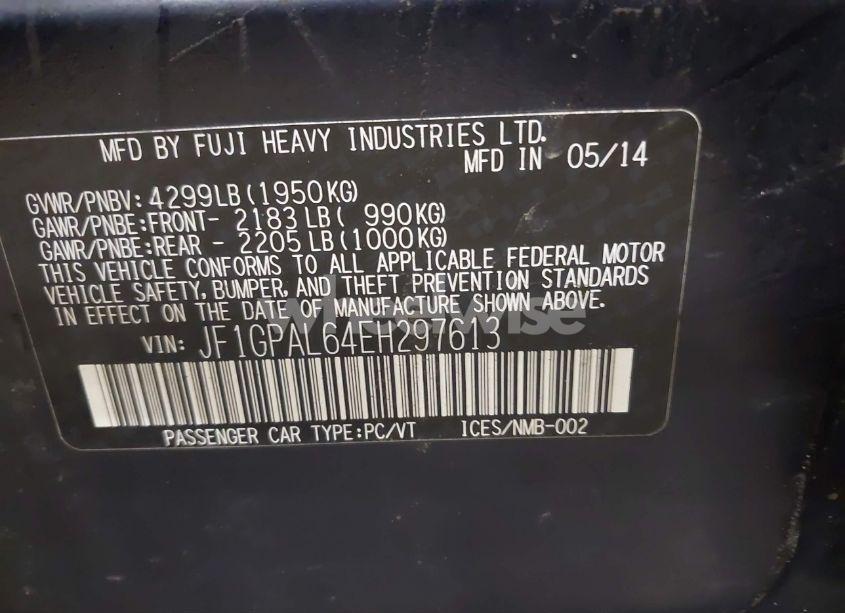 MFD BY FUJI HEAVY INDUSTRIES LTD.
MFD IN 05/14
GVWR/PNBV: 4299LB(1950KG)
GAWR/PNBE:FRONT- 2183 LB( 990KG)
GAWR/PNBE:REAR - 2205 LB(1000KG)
THIS VEHICLE CONFORMS TO ALL APPLICABLE FEDERAL MOTOR
VEHICLE SAFETY, BUMPER, AND THEFT PREVENTION STANDARDS
IN EFFECT ON THE DATE OF MANUFACTURE SHOWN ABOVE.
VIN: JF1GPAL64EH297613
PASSENGER CAR TYPE:PC/VT ICES/NMB-002